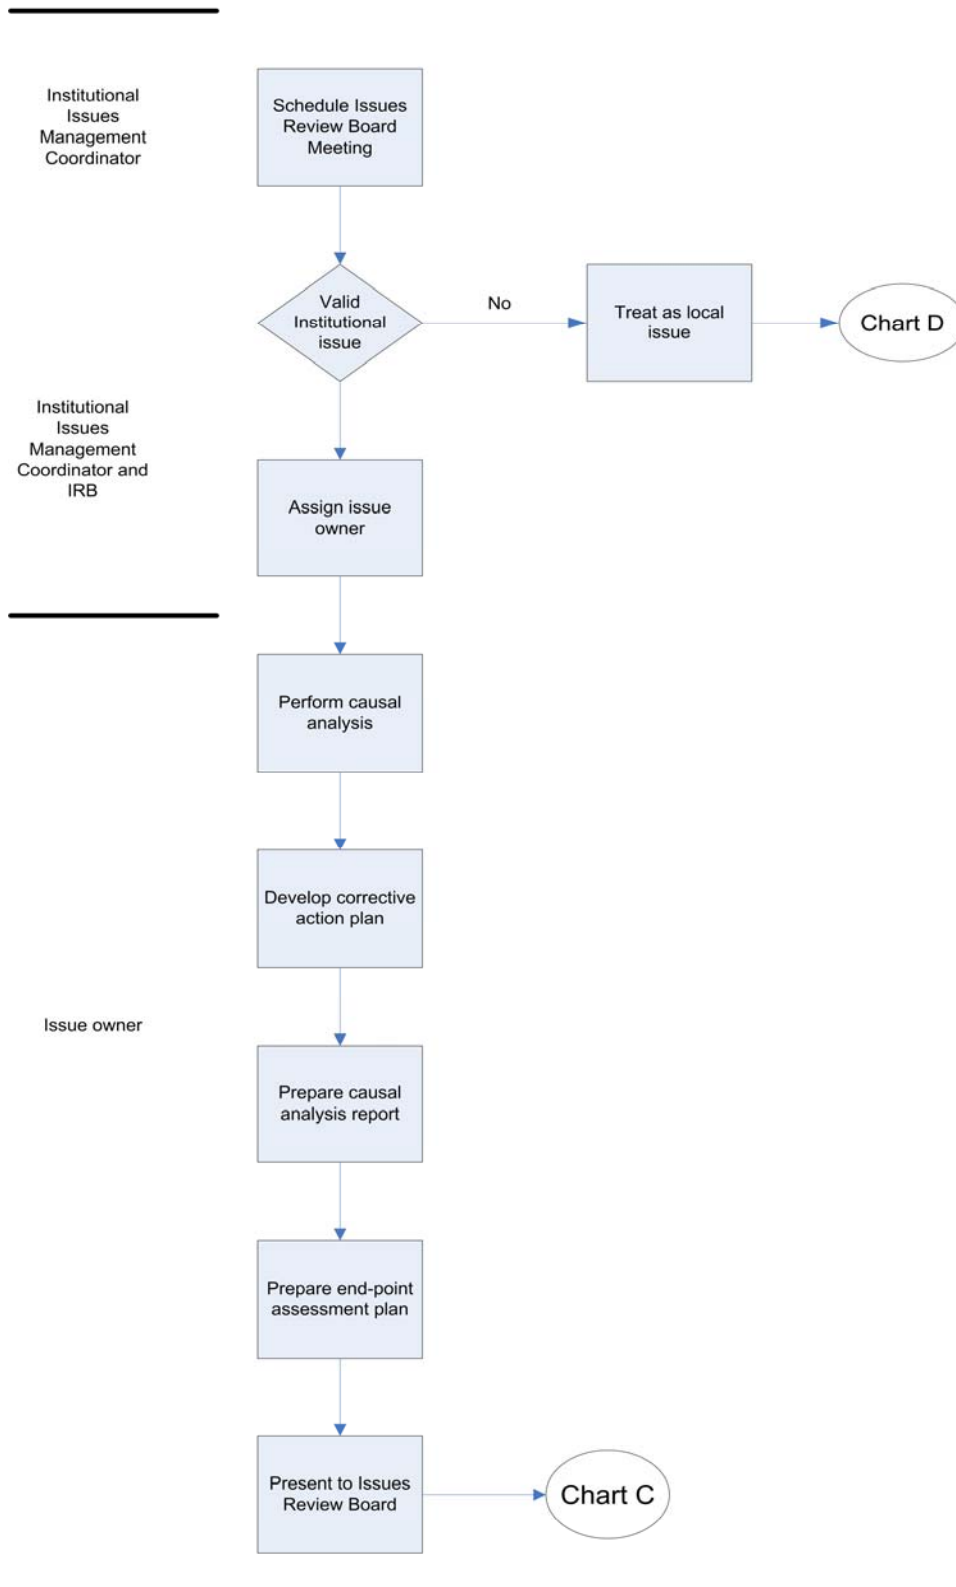 Institutional
Issues
Management
Coordinator
Schedule Issues
Review Board
Meeting
Valid
Institutional
issue
No
Treat as local
issue
Chart D
Institutional
Issues
Management
Coordinator and
IRB
Assign issue
owner
Perform causal
analysis
Develop corrective
action plan
Issue owner
Prepare causal
analysis report
Prepare end-point
assessment plan
Present to Issues
Review Board
Chart C